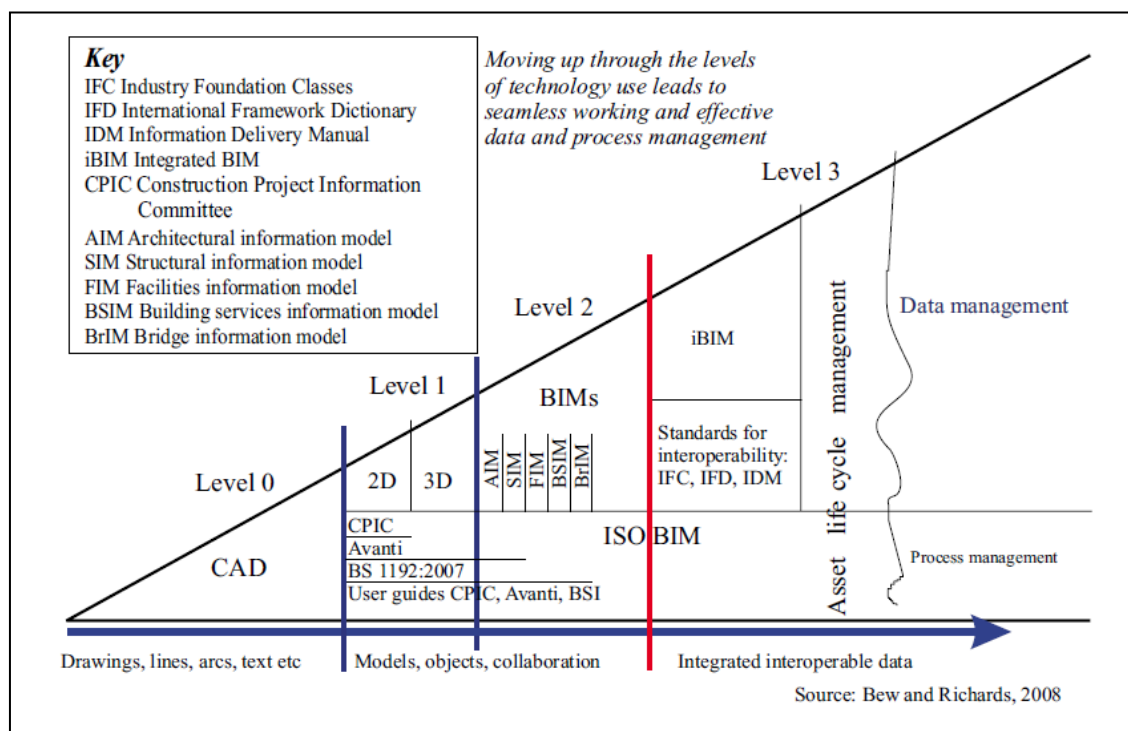 Key
IFC Industry Foundation Classes
IFD International Framework Dictionary
IDM Information Delivery Manual
iBIM Integrated BIM
CPIC Construction Project Information
Committee
AIM Architectural information model
SIM Structural information model
FIM Facilities information model
BSIM Building services information model
BrIM Bridge information model
Moving up through the levels
of technology use leads to
seamless working and effective
data and process management
Level 0
Level 1
Level 2
Level 3
CAD
2D
3D
CPIC
Avanti
BS 1192:2007
User guides CPIC, Avanti, BSI
BIMs
AIM
SIM
FIM
BSIM
BrIM
ISO BIM
iBIM
Standards for
interoperability:
IFC, IFD, IDM
Asset life cycle management
Data management
Process management
Drawings, lines, arcs, text etc
Models, objects, collaboration
Integrated interoperable data
Source: Bew and Richards, 2008